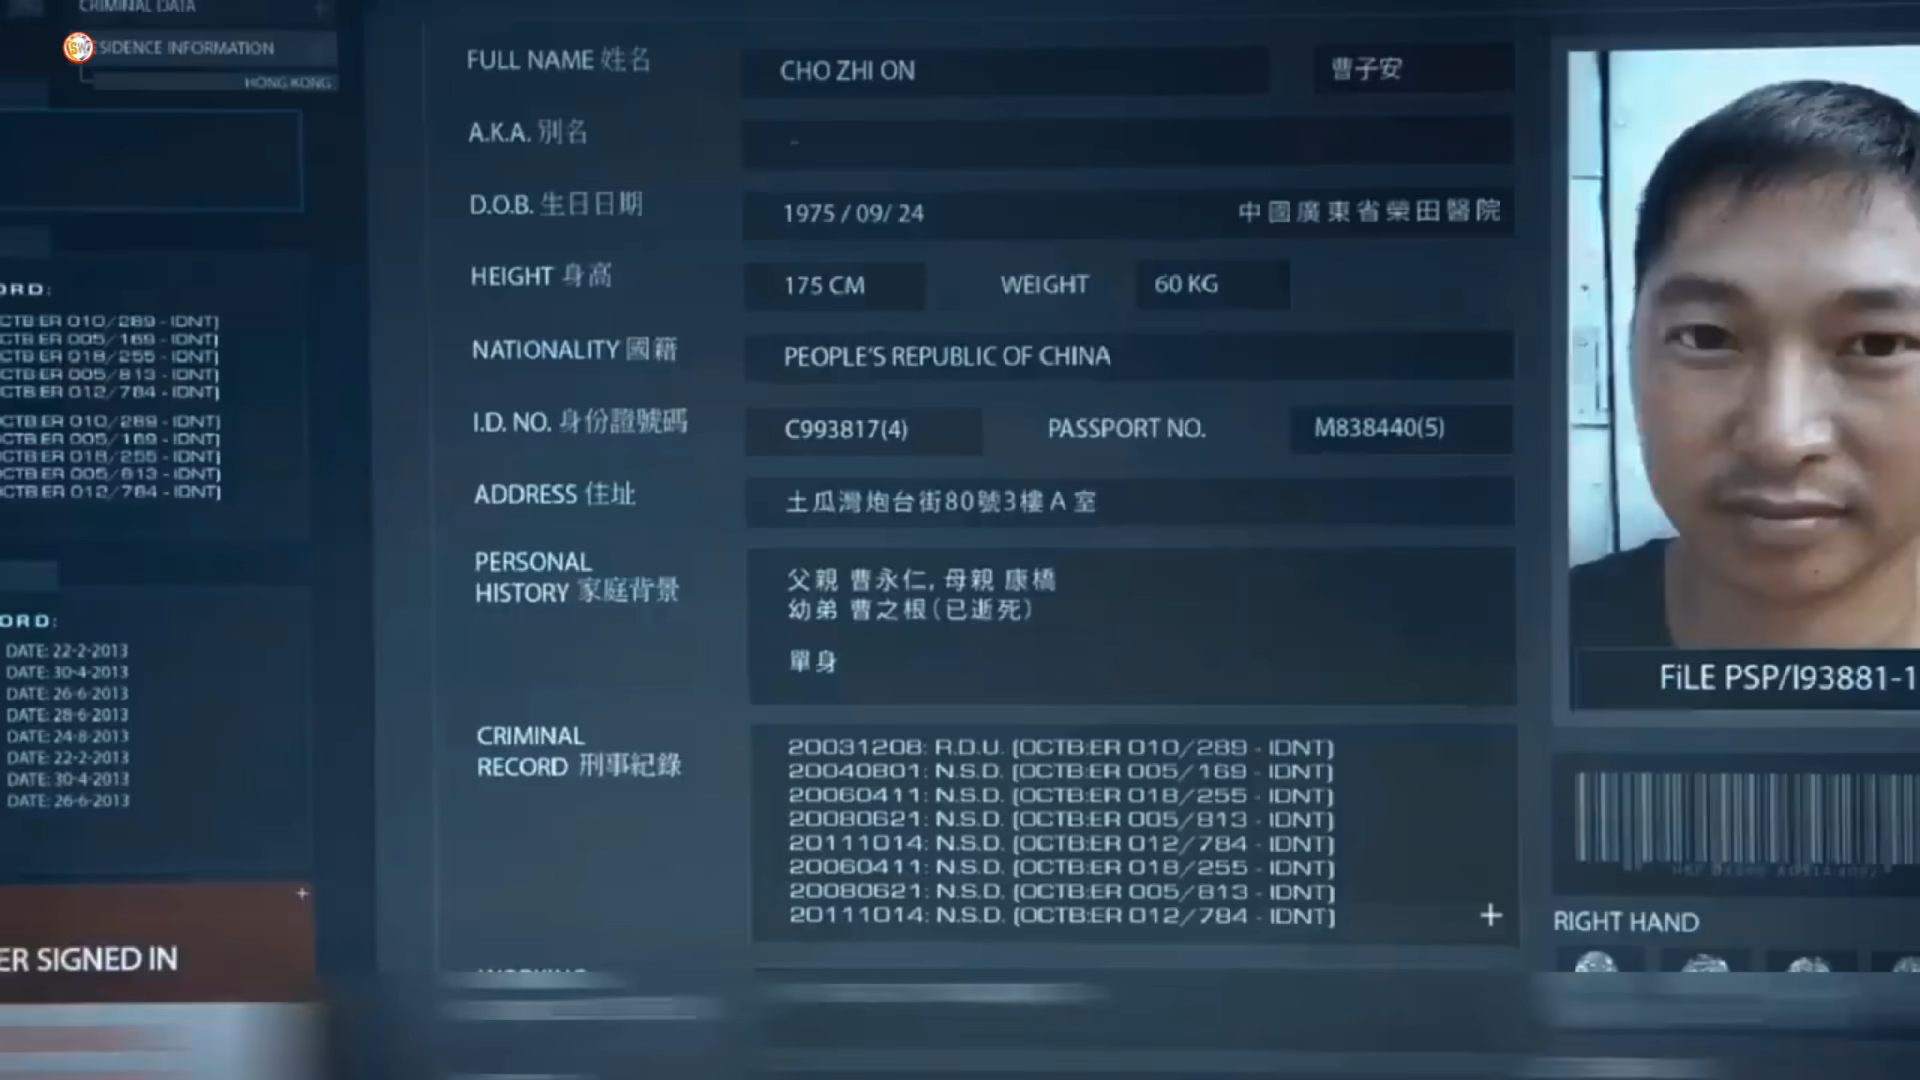 CRIMINAL DATA
SW SIDENCE INFORMATION
HONG KONG
FULL NAME 姓名 CHO ZHI ON 曹子安
A.K.A. 別名 -
D.O.B. 生日日期 1975 / 09/ 24 中國廣東省榮田醫院
HEIGHT 身高 175 CM WEIGHT 60 KG
NATIONALITY 國籍 PEOPLE'S REPUBLIC OF CHINA
I.D. NO. 身份證號碼 C993817(4) PASSPORT NO. M838440(5)
ADDRESS 住址 土瓜灣炮台街80號3樓A室
PERSONAL
HISTORY 家庭背景
父親 曹永仁, 母親 康橋
幼弟 曹之根(已逝死)
單身
CRIMINAL
RECORD 刑事紀錄
20031208: R.D.U. [OCTB:ER 010/289 - IDNT]
20040801: N.S.D. [OCTB:ER 005/169 - IDNT]
20060411: N.S.D. [OCTB:ER 018/255 - IDNT]
20080621: N.S.D. [OCTB:ER 005/813 - IDNT]
20111014: N.S.D. [OCTB:ER 012/784 - IDNT]
20060411: N.S.D. [OCTB:ER 018/255 - IDNT]
20080621: N.S.D. [OCTB:ER 005/813 - IDNT]
20111014: N.S.D. [OCTB:ER 012/784 - IDNT]
ORD:
CTB:ER 010/289 - IDNT]
CTB:ER 005/169 - IDNT]
CTB:ER 018/255 - IDNT]
CTB:ER 005/813 - IDNT]
CTB:ER 012/784 - IDNT]
CTB:ER 010/289 - IDNT]
CTB:ER 005/169 - IDNT]
CTB:ER 018/255 - IDNT]
CTB:ER 005/813 - IDNT]
CTB:ER 012/784 - IDNT]
ORD:
DATE: 22-2-2013
DATE: 30-4-2013
DATE: 26-6-2013
DATE: 28-6-2013
DATE: 24-8-2013
DATE: 22-2-2013
DATE: 30-4-2013
DATE: 26-6-2013
ER SIGNED IN
FiLE PSP/I93881-1
RIGHT HAND